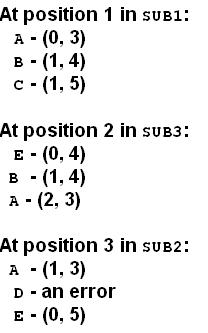 At position 1 in SUB1:
A - (0, 3)
B - (1, 4)
C - (1, 5)
At position 2 in SUB3:
E - (0, 4)
B - (1, 4)
A - (2, 3)
At position 3 in SUB2:
A - (1, 3)
D - an error
E - (0, 5)